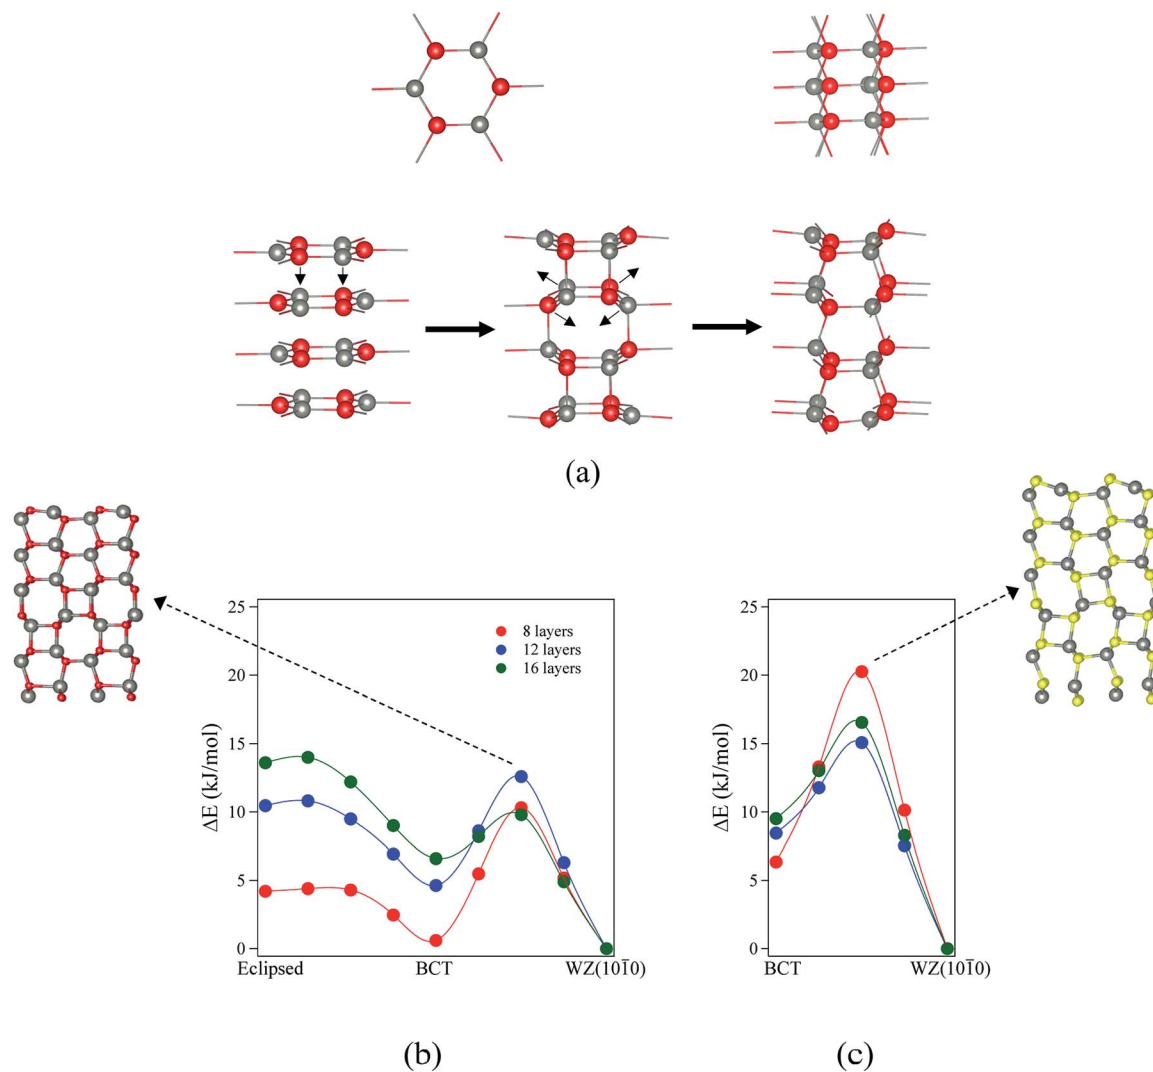 (a)
25
20
15
10
5
0
ΔE (kJ/mol)
8 layers
12 layers
16 layers
Eclipsed
BCT
WZ(101̄0)
(b)
25
20
15
10
5
0
ΔE (kJ/mol)
BCT
WZ(101̄0)
(c)